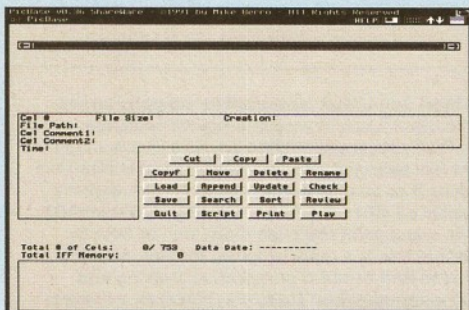 PicBase V0.36 ShareWare ©1991 by Mike Berro All Rights Reserved
PicBase HELP
Cel # File Size: Creation:
File Path:
Cel Comment1:
Cel Comment2:
Time:
Cut Copy Paste
CopyF Move Delete Rename
Load Append Update Check
Save Search Sort Review
Quit Script Print Play
Total # of Cels: 0/ 753 Data Date: ----------
Total IFF Memory: 0